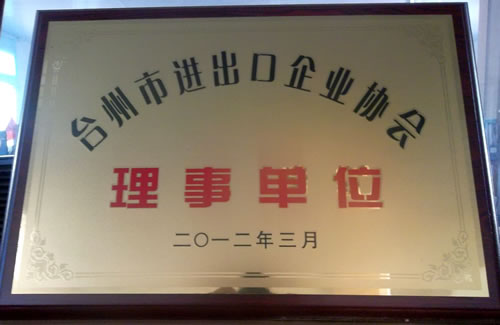 台州市进出口企业协会
理事单位
二〇一二年三月